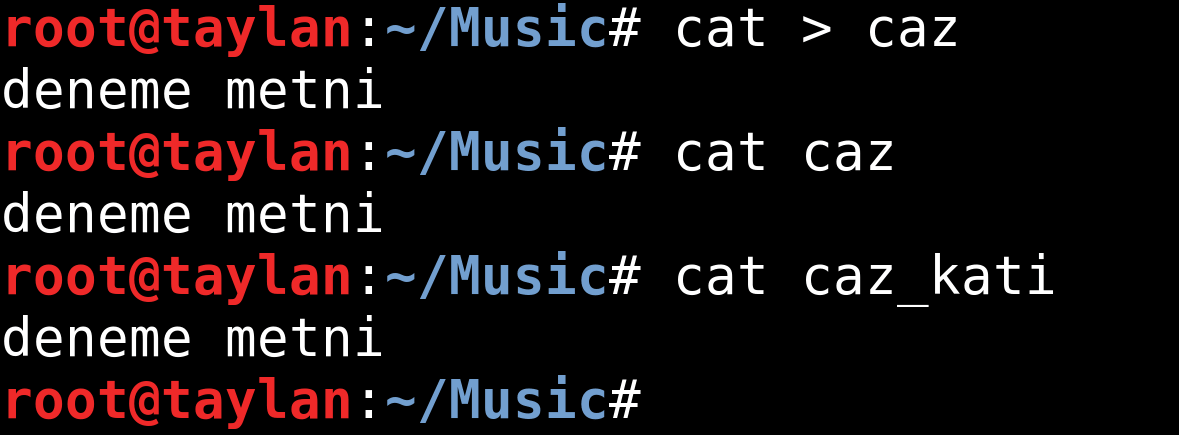 root@taylan:~/Music# cat > caz
deneme metni
root@taylan:~/Music# cat caz
deneme metni
root@taylan:~/Music# cat caz_kati
deneme metni
root@taylan:~/Music#